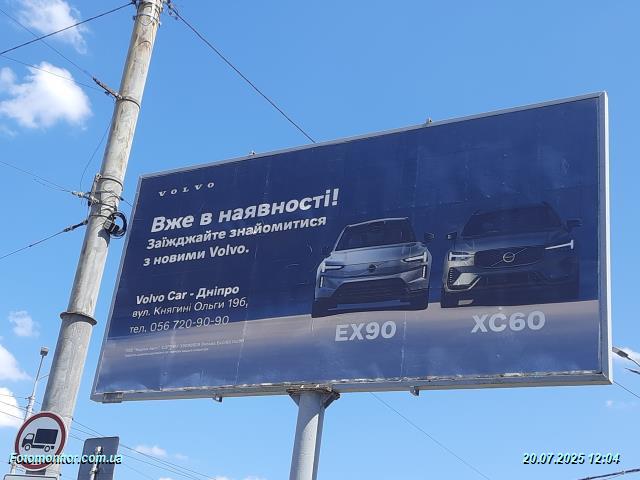 VOLVO
Вже в наявності!
Заїжджайте знайомитися
з новими Volvo.
Volvo Car - Дніпро
вул. Княгині Ольги 19б,
тел. 056 720-90-90
EX90
XC60
Fotomonitor.com.ua
20.07.2025 12:04